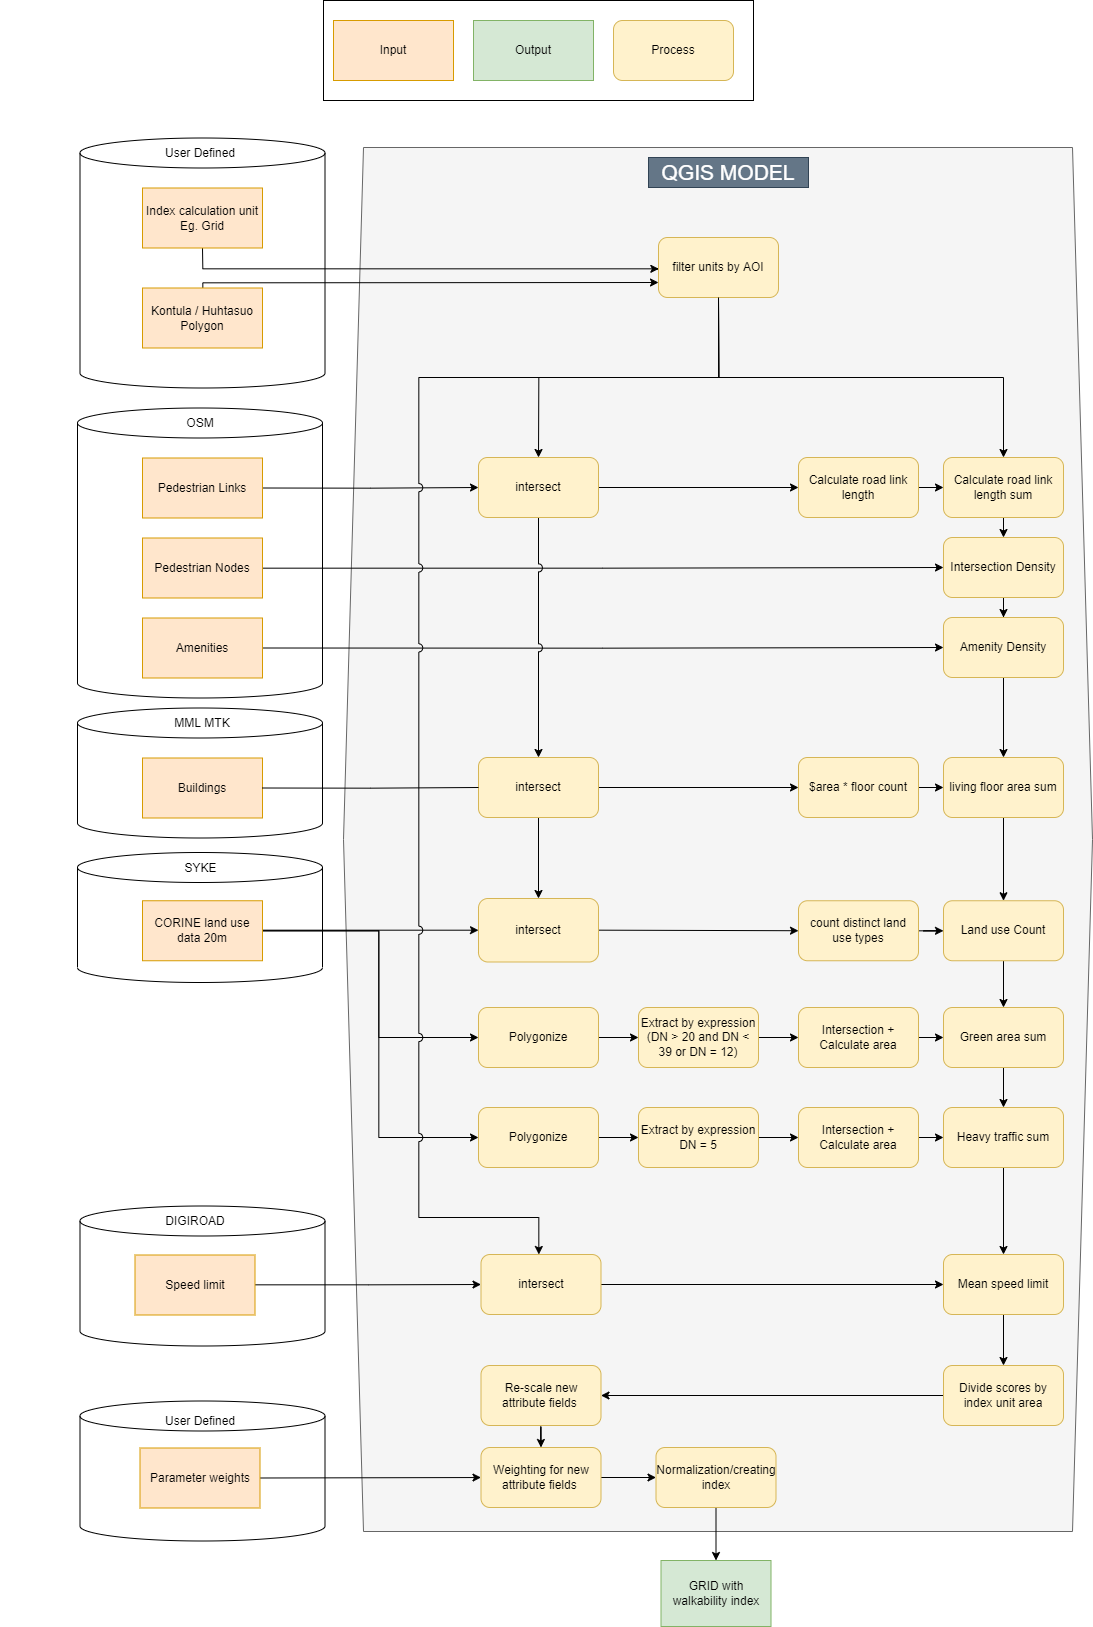 Input
Output
Process
User Defined
QGIS MODEL
Index calculation unit
Eg. Grid
filter units by AOI
Kontula / Huhtasuo
Polygon
OSM
Pedestrian Links
intersect
Calculate road link
length
Calculate road link
length sum
Pedestrian Nodes
Intersection Density
Amenities
Amenity Density
MML MTK
Buildings
intersect
$area * floor count
living floor area sum
SYKE
CORINE land use
data 20m
intersect
count distinct land
use types
Land use Count
Polygonize
Extract by expression
(DN > 20 and DN <
39 or DN = 12)
Intersection +
Calculate area
Green area sum
Polygonize
Extract by expression
DN = 5
Intersection +
Calculate area
Heavy traffic sum
DIGIROAD
Speed limit
intersect
Mean speed limit
Re-scale new
attribute fields
Divide scores by
index unit area
User Defined
Parameter weights
Weighting for new
attribute fields
Normalization/creating
index
GRID with
walkability index